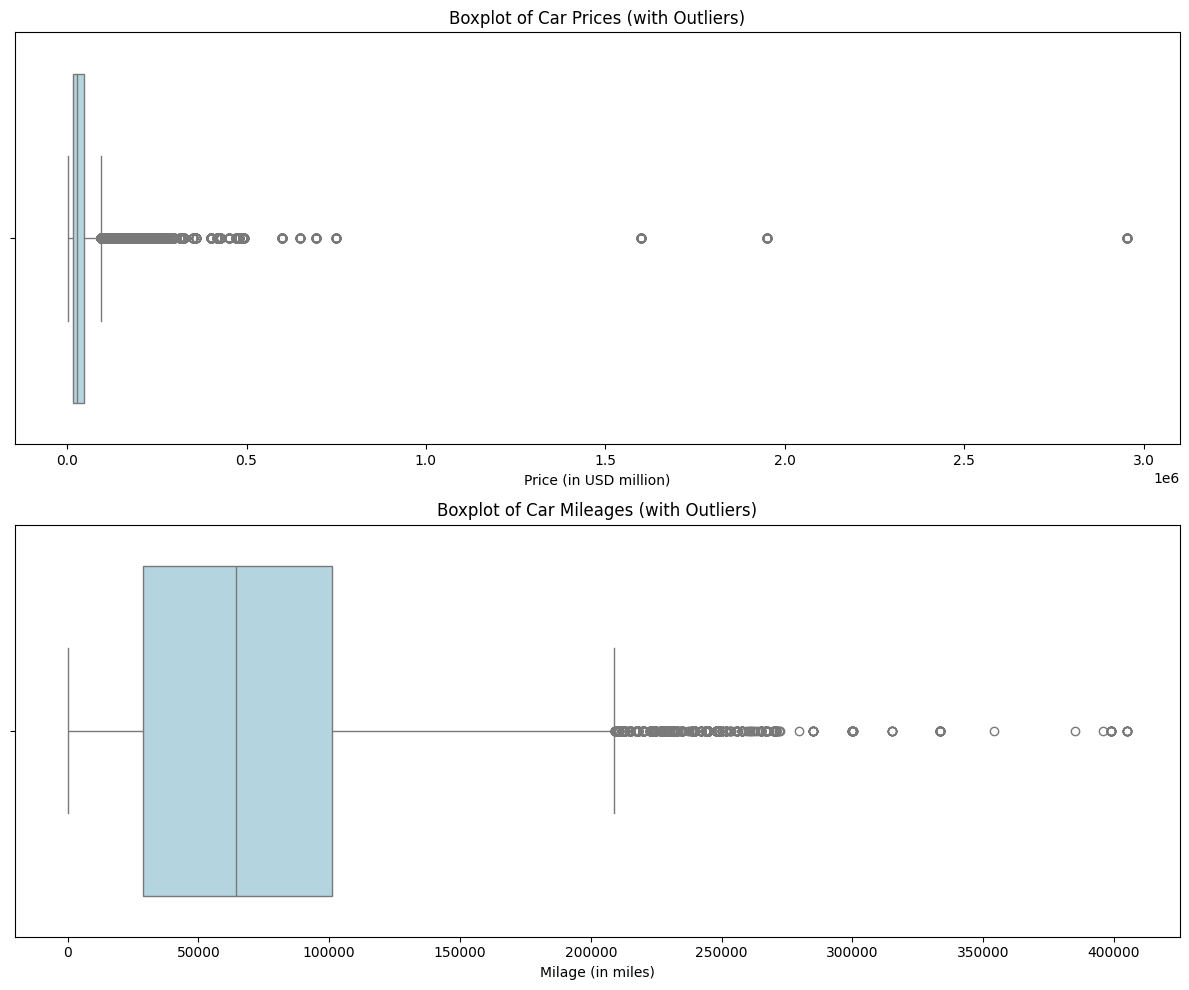 Boxplot of Car Prices (with Outliers)
0.0 0.5 1.0 1.5 2.0 2.5 3.0
1e6
Price (in USD million)
Boxplot of Car Mileages (with Outliers)
0 50000 100000 150000 200000 250000 300000 350000 400000
Milage (in miles)